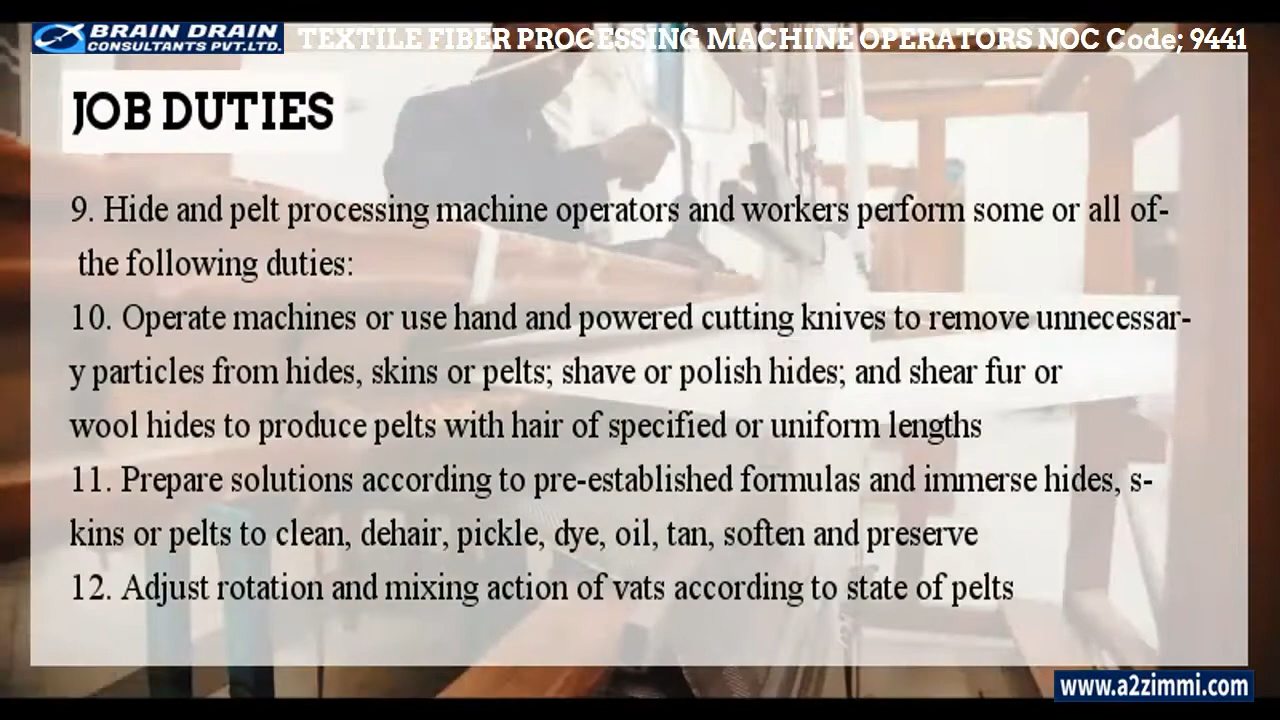 BRAIN DRAIN
CONSULTANTS PVT.LTD.
TEXTILE FIBER PROCESSING MACHINE OPERATORS NOC Code; 9441
JOB DUTIES
9. Hide and pelt processing machine operators and workers perform some or all of-
the following duties:
10. Operate machines or use hand and powered cutting knives to remove unnecessar-
y particles from hides, skins or pelts; shave or polish hides; and shear fur or
wool hides to produce pelts with hair of specified or uniform lengths
11. Prepare solutions according to pre-established formulas and immerse hides, s-
kins or pelts to clean, dehair, pickle, dye, oil, tan, soften and preserve
12. Adjust rotation and mixing action of vats according to state of pelts
www.a2zimmi.com